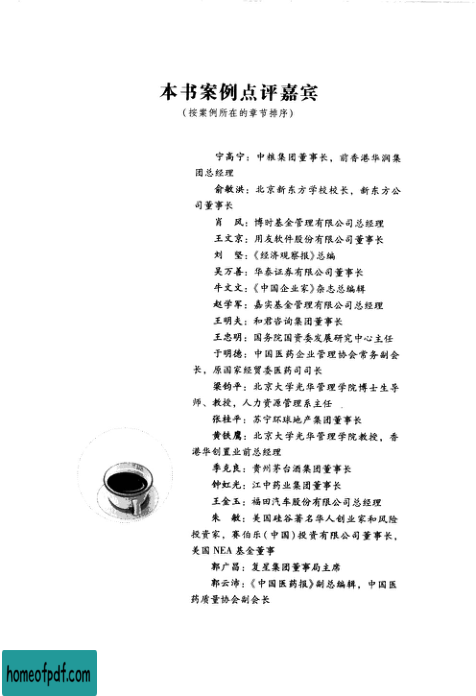 本书案例点评嘉宾
(按案例所在的章节排序)
宁高宁：中粮集团董事长，前香港华润集
团总经理
俞敏洪：北京新东方学校校长，新东方公
司董事长
肖　风：博时基金管理有限公司总经理
王文京：用友软件股份有限公司董事长
刘　坚：《经济观察报》总编
吴万善：华泰证券有限公司董事长
牛文文：《中国企业家》杂志总编辑
赵学军：嘉实基金管理有限公司总经理
王明夫：和君咨询集团董事长
王忠明：国务院国资委发展研究中心主任
于明德：中国医药企业管理协会常务副会
长，原国家经贸委医药司司长
梁钧平：北京大学光华管理学院博士生导
师、教授，人力资源管理系主任
张桂平：苏宁环球地产集团董事长
黄铁鹰：北京大学光华管理学院教授，香
港华创置业前总经理
季克良：贵州茅台酒集团董事长
钟虹光：江中药业集团董事长
王金玉：福田汽车股份有限公司总经理
朱　敏：美国硅谷著名华人创业家和风险
投资家，赛伯乐(中国)投资有限公司董事长，
美国 NEA 基金董事
郭广昌：复星集团董事局主席
郭云沛：《中国医药报》副总编辑，中国医
药质量协会副会长
homeofpdf.com